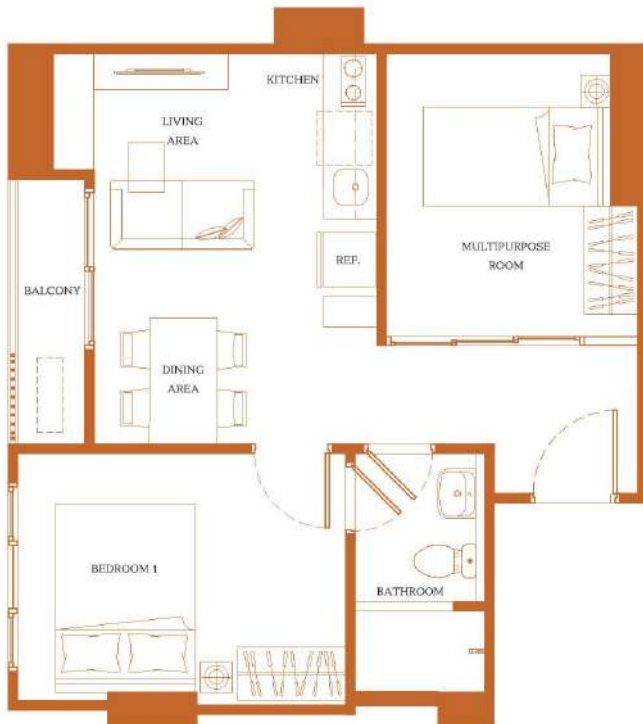 KITCHEN
LIVING
AREA
MULTIPURPOSE
ROOM
REF.
BALCONY
DINING
AREA
BEDROOM 1
BATHROOM